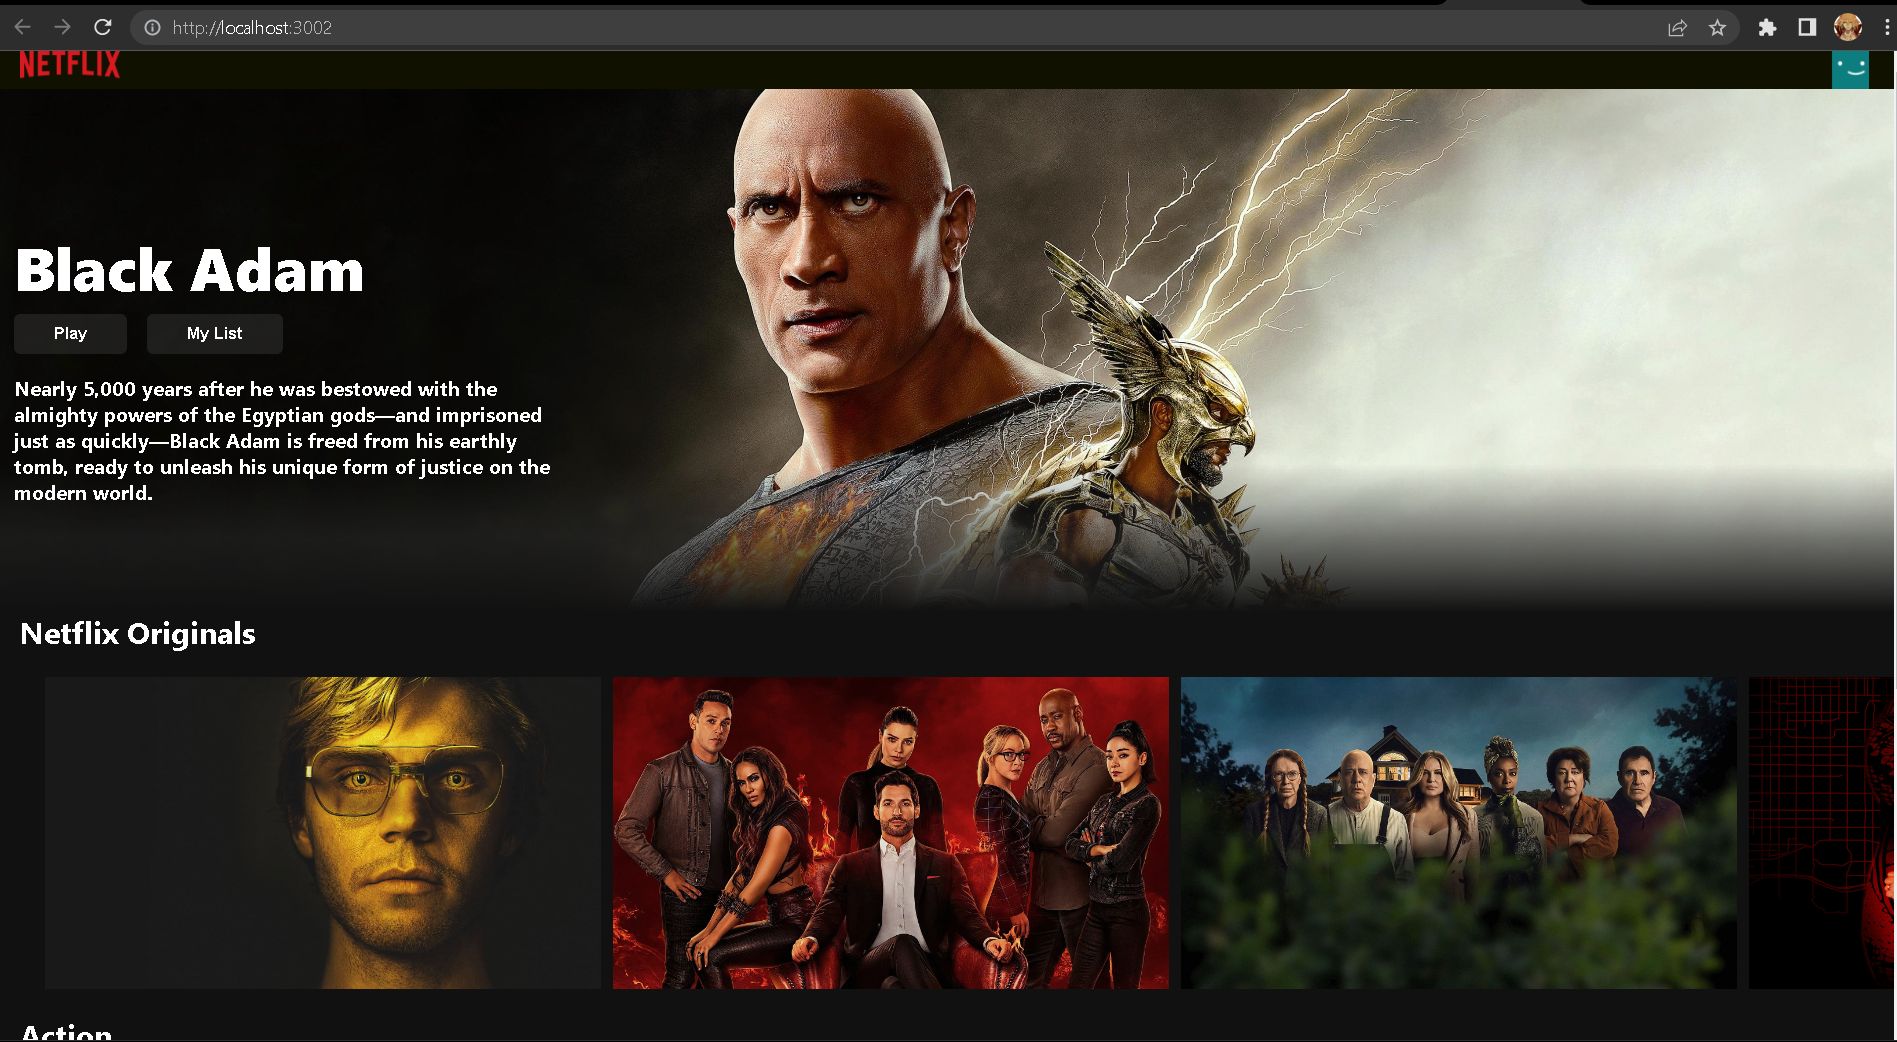 http://localhost:3002
NETFLIX
Black Adam
Play
My List
Nearly 5,000 years after he was bestowed with the
almighty powers of the Egyptian gods—and imprisoned
just as quickly—Black Adam is freed from his earthly
tomb, ready to unleash his unique form of justice on the
modern world.
Netflix Originals
Action